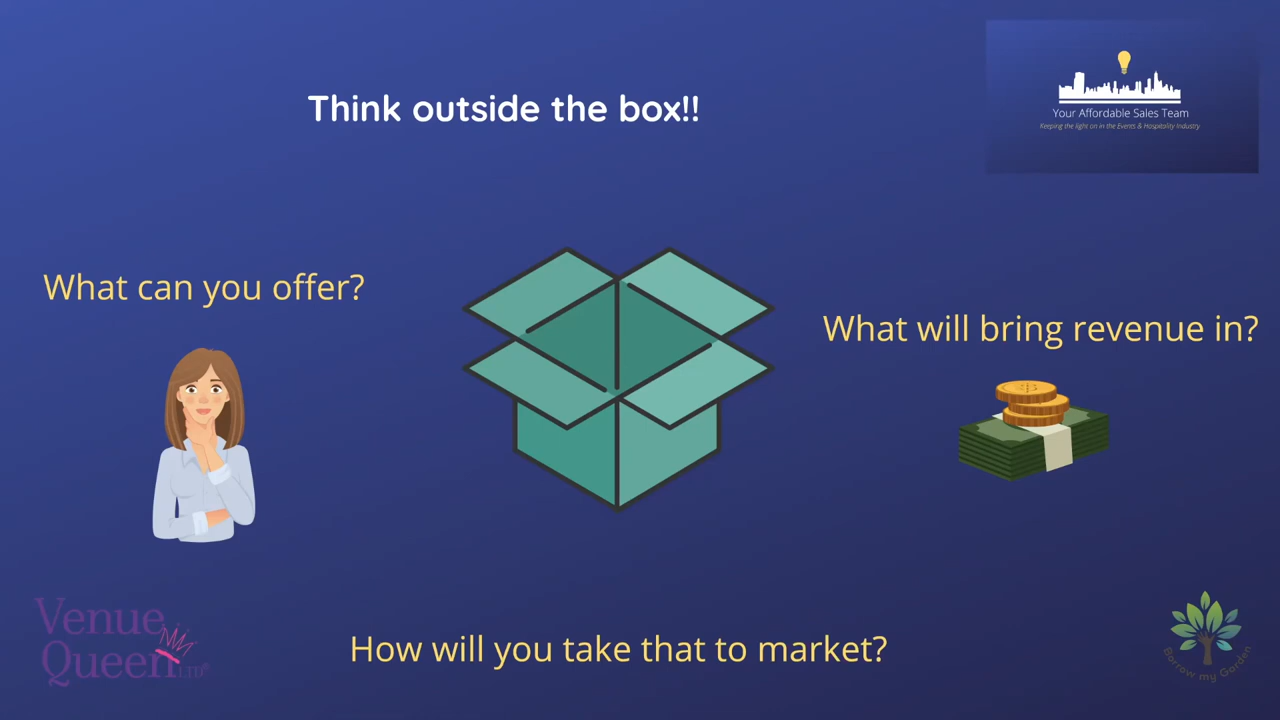 Think outside the box!!
Your Affordable Sales Team
Keeping the light on in the Events & Hospitality Industry
What can you offer?
What will bring revenue in?
How will you take that to market?
Venue
Queen LTD®
Borrow my Garden